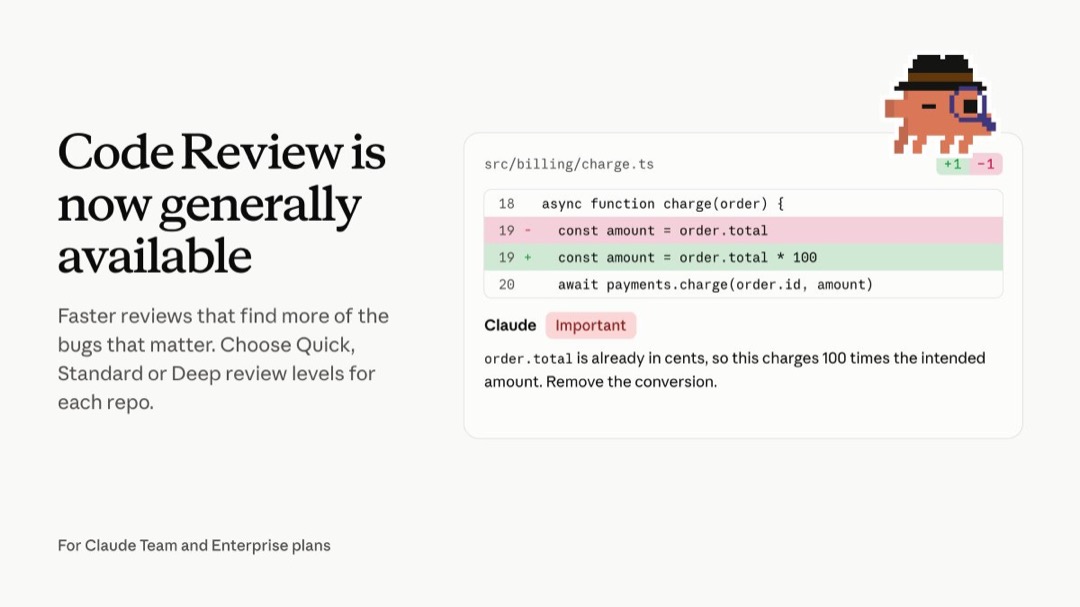 Code Review is
now generally
available
Faster reviews that find more of the
bugs that matter. Choose Quick,
Standard or Deep review levels for
each repo.
For Claude Team and Enterprise plans
src/billing/charge.ts
+1 −1
18 async function charge(order) {
19 - const amount = order.total
19 + const amount = order.total * 100
20 await payments.charge(order.id, amount)
Claude Important
order.total is already in cents, so this charges 100 times the intended
amount. Remove the conversion.